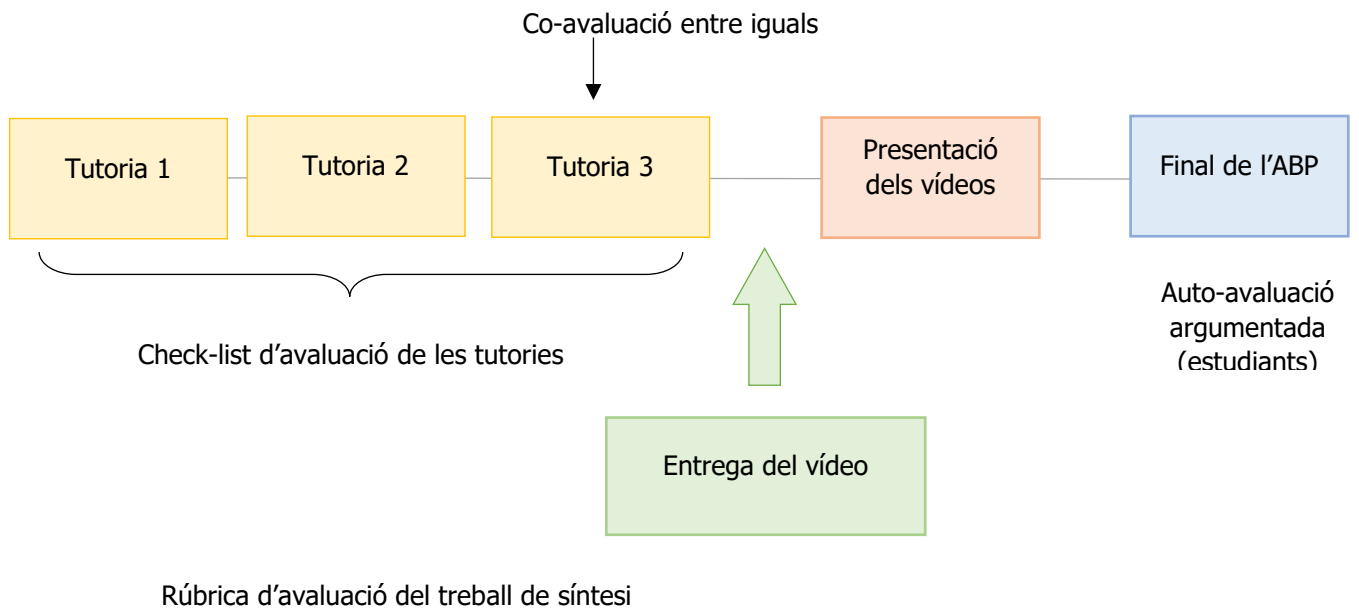 Co-avaluació entre iguals
Tutoria 1
Tutoria 2
Tutoria 3
Presentació
dels vídeos
Final de l’ABP
Check-list d’avaluació de les tutories
Auto-avaluació
argumentada
(estudiants)
Entrega del vídeo
Rúbrica d’avaluació del treball de síntesi